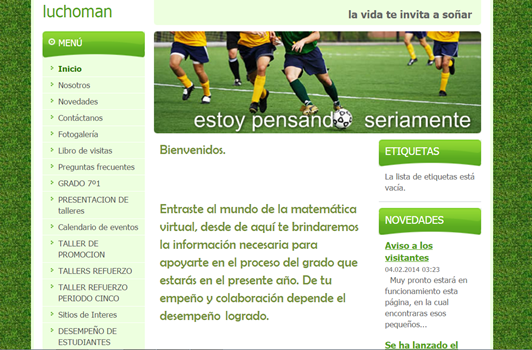 luchoman
la vida te invita a soñar
MENÚ
Inicio
Nosotros
Novedades
Contáctanos
Fotogalería
Libro de visitas
Preguntas frecuentes
GRADO 7º1
PRESENTACION DE
talleres
Calendario de eventos
TALLER DE
PROMOCION
TALLERS REFUERZO
TALLER REFUERZO
PERIODO CINCO
Sitios de Interes
DESEMPEÑO DE
ESTUDIANTES
estoy pensando seriamente
Bienvenidos.
Entraste al mundo de la matemática
virtual, desde de aquí te brindaremos
la información necesaria para
apoyarte en el proceso del grado que
estarás en el presente año. De tu
empeño y colaboración depende el
desempeño logrado.
ETIQUETAS
La lista de etiquetas está
vacía.
NOVEDADES
Aviso a los
visitantes
04.02.2014 03:23
Muy pronto estará en
funcionamiento esta
página, en la cual
encontraras esos
pequeños...
Se ha lanzado el